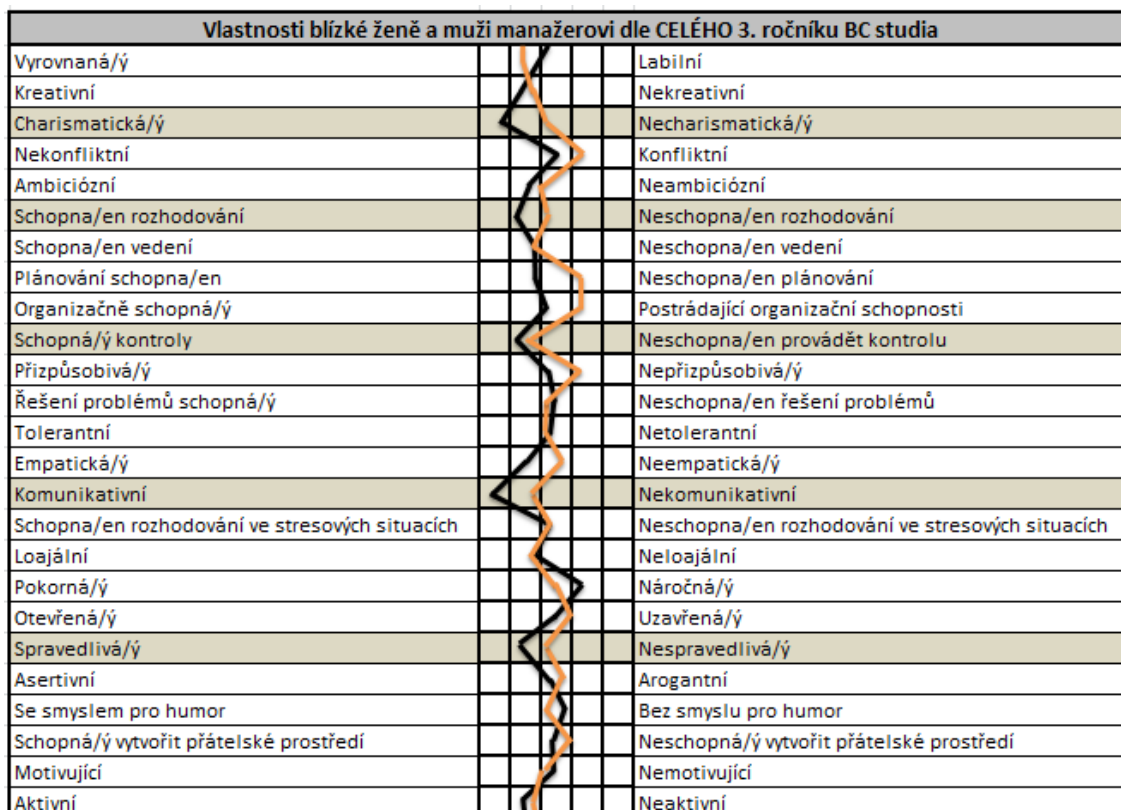 Vlastnosti blízké ženě a muži manažerovi dle CELÉHO 3. ročníku BC studia
Vyrovnaná/ý Labilní
Kreativní Nekreativní
Charismatická/ý Necharismatická/ý
Nekonfliktní Konfliktní
Ambiciózní Neambiciózní
Schopna/en rozhodování Neschopna/en rozhodování
Schopna/en vedení Neschopna/en vedení
Plánování schopna/en Neschopna/en plánování
Organizačně schopná/ý Postrádající organizační schopnosti
Schopná/ý kontroly Neschopna/en provádět kontrolu
Přizpůsobivá/ý Nepřizpůsobivá/ý
Řešení problémů schopná/ý Neschopna/en řešení problémů
Tolerantní Netolerantní
Empatická/ý Neempatická/ý
Komunikativní Nekomunikativní
Schopna/en rozhodování ve stresových situacích Neschopna/en rozhodování ve stresových situacích
Loajální Neloajální
Pokorná/ý Náročná/ý
Otevřená/ý Uzavřená/ý
Spravedlivá/ý Nespravedlivá/ý
Asertivní Arogantní
Se smyslem pro humor Bez smyslu pro humor
Schopná/ý vytvořit přátelské prostředí Neschopná/ý vytvořit přátelské prostředí
Motivující Nemotivující
Aktivní Neaktivní